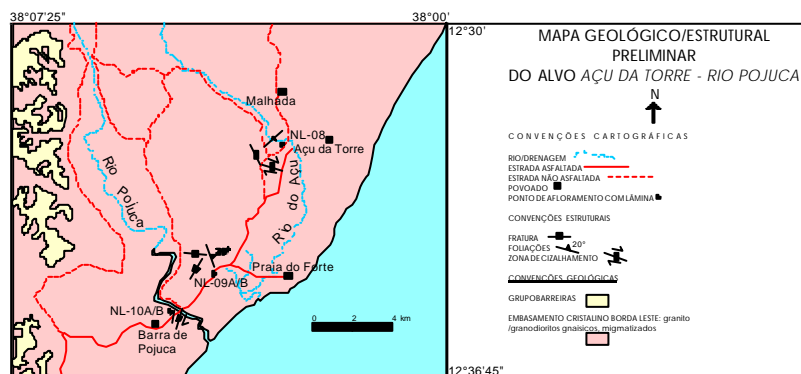 38°07'25"
38°00'
12°30'
Malhada
NL-08
Açu da Torre
Rio Pojuca
Rio do Açu
Praia do Forte
NL-09A/B
NL-10A/B
Barra de
Pojuca
0 2 4 km
12°36'45"
MAPA GEOLÓGICO/ESTRUTURAL
PRELIMINAR
DO ALVO AÇU DA TORRE - RIO POJUCA
N
CONVENÇÕES CARTOGRÁFICAS
RIO/DRENAGEM
ESTRADA ASFALTADA
ESTRADA NÃO ASFALTADA
POVOADO
PONTO DE AFLORAMENTO COM LÂMINA
CONVENÇÕES ESTRUTURAIS
FRATURA
FOLIAÇÕES 20°
ZONA DE CIZALHAMENTO
CONVENÇÕES GEOLÓGICAS
GRUPO BARREIRAS
EMBASAMENTO CRISTALINO BORDA LESTE: granito
/granodioritos gnaisicos, migmatizados